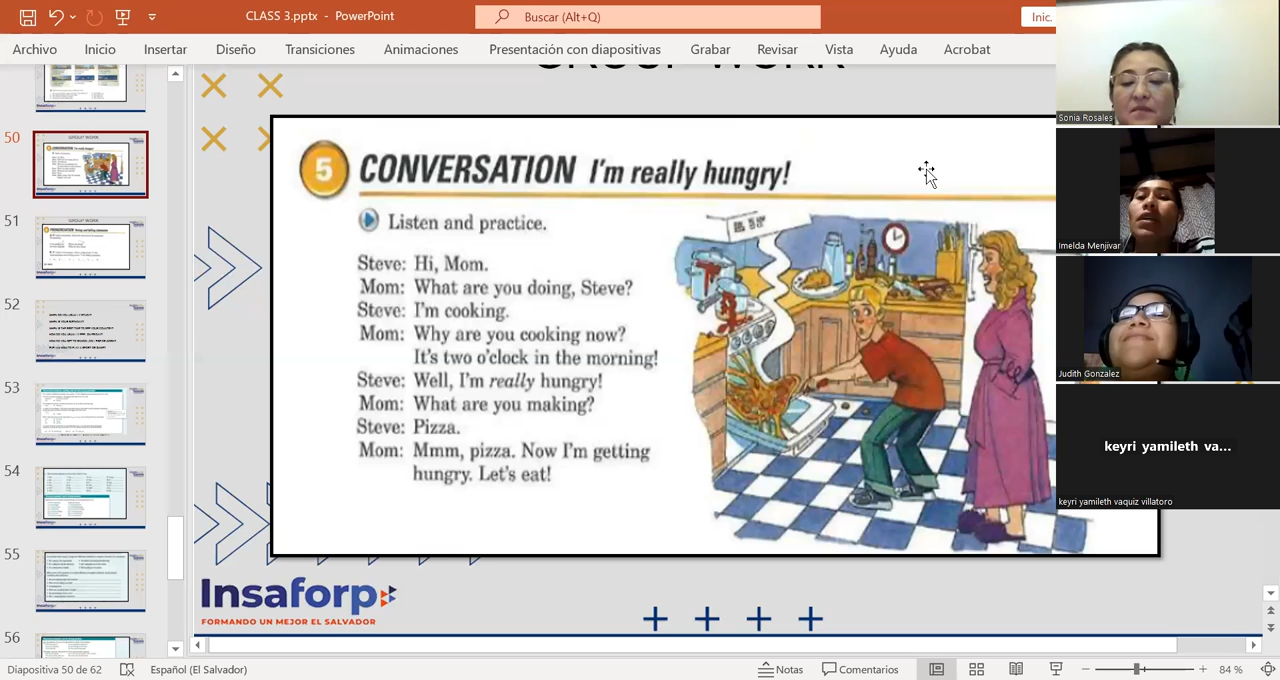 CLASS 3.pptx - PowerPoint
Buscar (Alt+Q)
Inic.
Archivo Inicio Insertar Diseño Transiciones Animaciones Presentación con diapositivas Grabar Revisar Vista Ayuda Acrobat
50
51
52
53
54
55
56
GROUP WORK
5 CONVERSATION I'm really hungry!
Listen and practice.
Steve: Hi, Mom.
Mom: What are you doing, Steve?
Steve: I'm cooking.
Mom: Why are you cooking now?
It's two o'clock in the morning!
Steve: Well, I'm really hungry!
Mom: What are you making?
Steve: Pizza.
Mom: Mmm, pizza. Now I'm getting
hungry. Let's eat!
Insaforp
FORMANDO UN MEJOR EL SALVADOR
Sonia Rosales
Imelda Menjivar
Judith Gonzalez
keyri yamileth va...
keyri yamileth vaquiz villatoro
Diapositiva 50 de 62 Español (El Salvador) Notas Comentarios 84 %